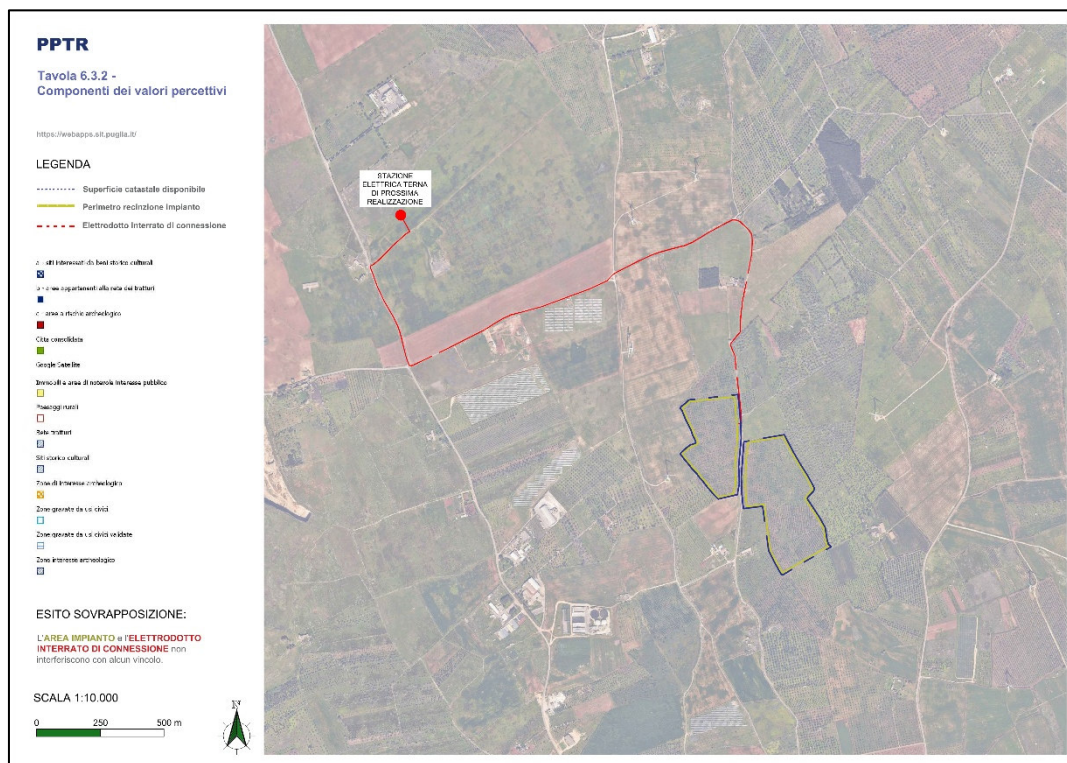 PPTR
Tavola 6.3.2 -
Componenti dei valori percettivi
https://webapps.sit.puglia.it/
LEGENDA
Superficie catastale disponibile
Perimetro recinzione impianto
Elettrodotto Interrato di connessione
a - siti interessati da beni storico culturali
b - aree appartenenti alla rete dei tratturi
c - aree a rischio archeologico
Citta consolidata
Google Satellite
Immobili e aree di notevole interesse pubblico
Paesaggi rurali
Rete tratturi
Siti storico culturali
Zone di interesse archeologico
Zone gravate da usi civici
Zone gravate da usi civici validate
Zone interesse archeologico
ESITO SOVRAPPOSIZIONE:
L'AREA IMPIANTO e l'ELETTRODOTTO
INTERRATO DI CONNESSIONE non
interferiscono con alcun vincolo.
SCALA 1:10.000
0 250 500 m
N
STAZIONE
ELETTRICA TERNA
DI PROSSIMA
REALIZZAZIONE